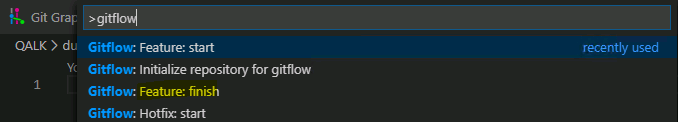 Git Grap
>gitflow
QALK > du
Gitflow: Feature: start recently used
Gitflow: Initialize repository for gitflow
Yo
1
Gitflow: Feature: finish
Gitflow: Hotfix: start